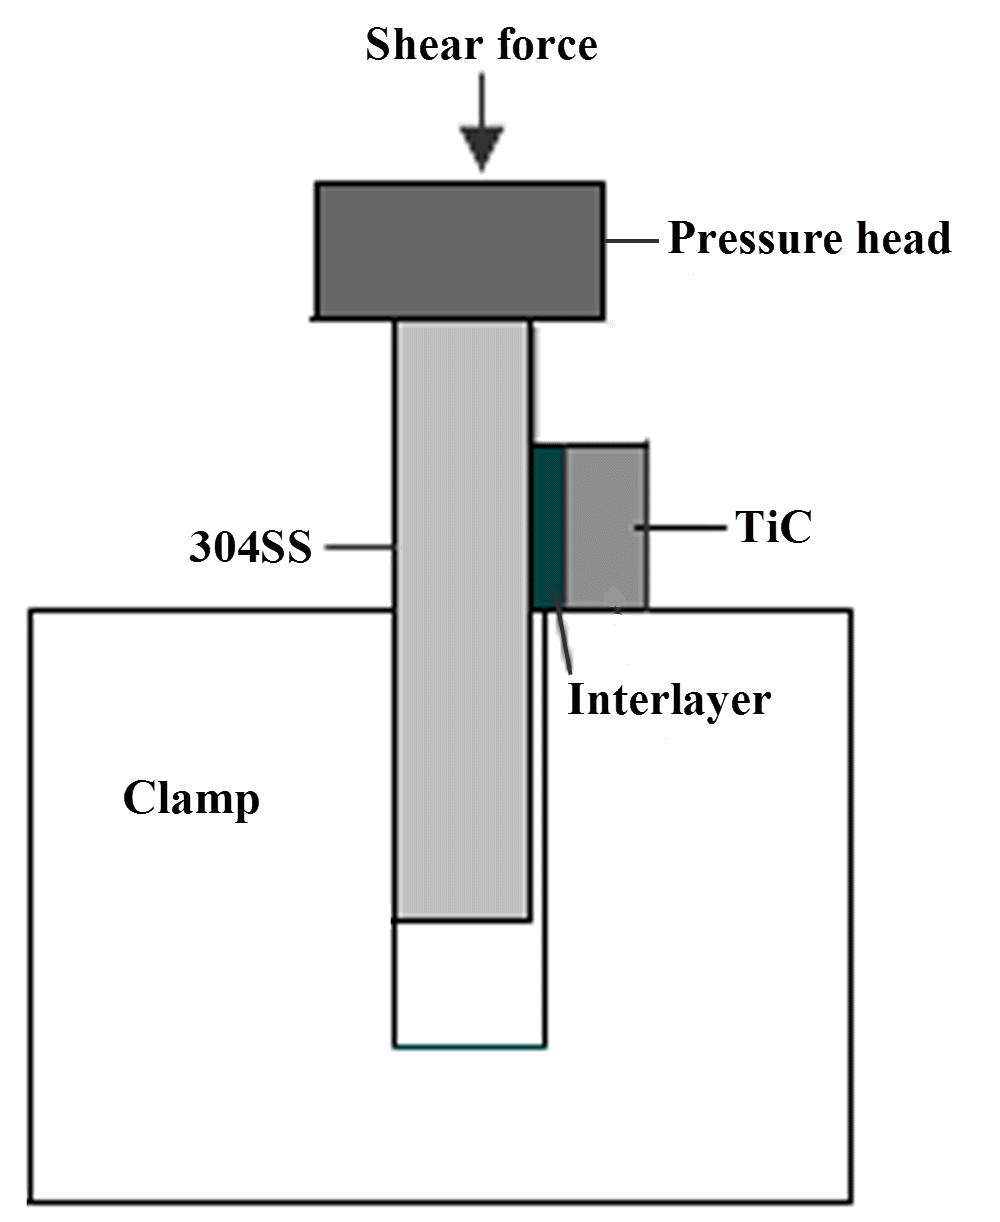 Shear force
Pressure head
304SS
TiC
Interlayer
Clamp